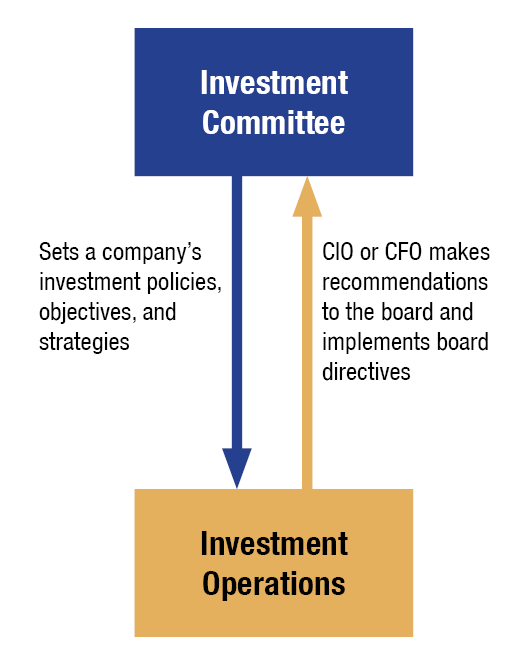 Investment
Committee
Sets a company’s
investment policies,
objectives, and
strategies
CIO or CFO makes
recommendations
to the board and
implements board
directives
Investment
Operations